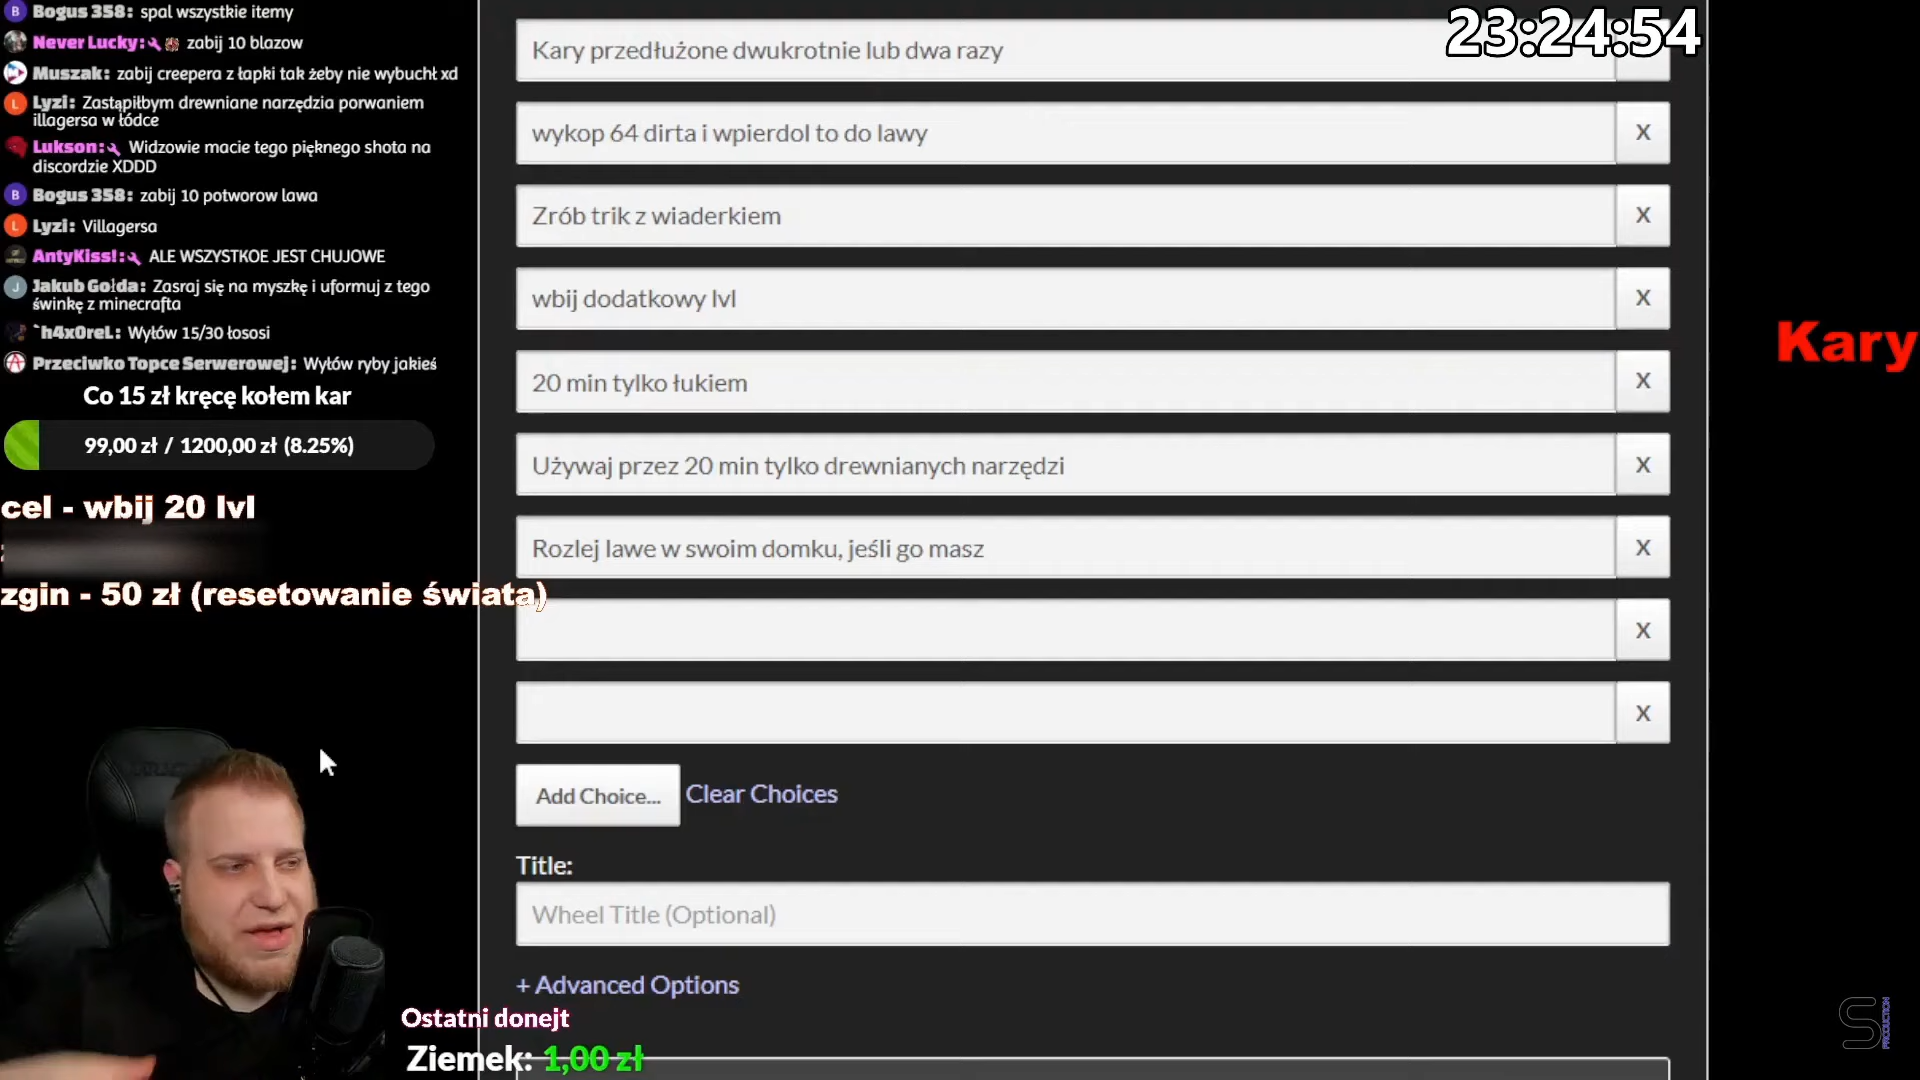 Bogus 358: spal wszystkie itemy
Never Lucky: zabij 10 blazow
Muszak: zabij creepera z łapki tak żeby nie wybuchł xd
Lyzi: Zastąpiłbym drewniane narzędzia porwaniem
illagersa w łódce
Lukson: Widzowie macie tego pięknego shota na
discordzie XDDD
Bogus 358: zabij 10 potworow lawa
Lyzi: Villagersa
AntyKiss!: ALE WSZYSTKOE JEST CHUJOWE
Jakub Gołda: Zasraj się na myszkę i uformuj z tego
świnkę z minecrafta
`h4x0reL: Wyłów 15/30 łososi
Przeciwko Topce Serwerowej: Wyłów ryby jakieś
Co 15 zł kręcę kołem kar
99,00 zł / 1200,00 zł (8.25%)
cel - wbij 20 lvl
zgin - 50 zł (resetowanie świata)
23:24:54
Kary przedłużone dwukrotnie lub dwa razy
wykop 64 dirta i wpierdol to do lawy
X
Zrób trik z wiaderkiem
X
wbij dodatkowy lvl
X
20 min tylko łukiem
X
Używaj przez 20 min tylko drewnianych narzędzi
X
Rozlej lawe w swoim domku, jeśli go masz
X
X
X
Add Choice... Clear Choices
Title:
Wheel Title (Optional)
+ Advanced Options
Kary
Ostatni donejt
Ziemek: 1,00 zł
S PRODUCTION